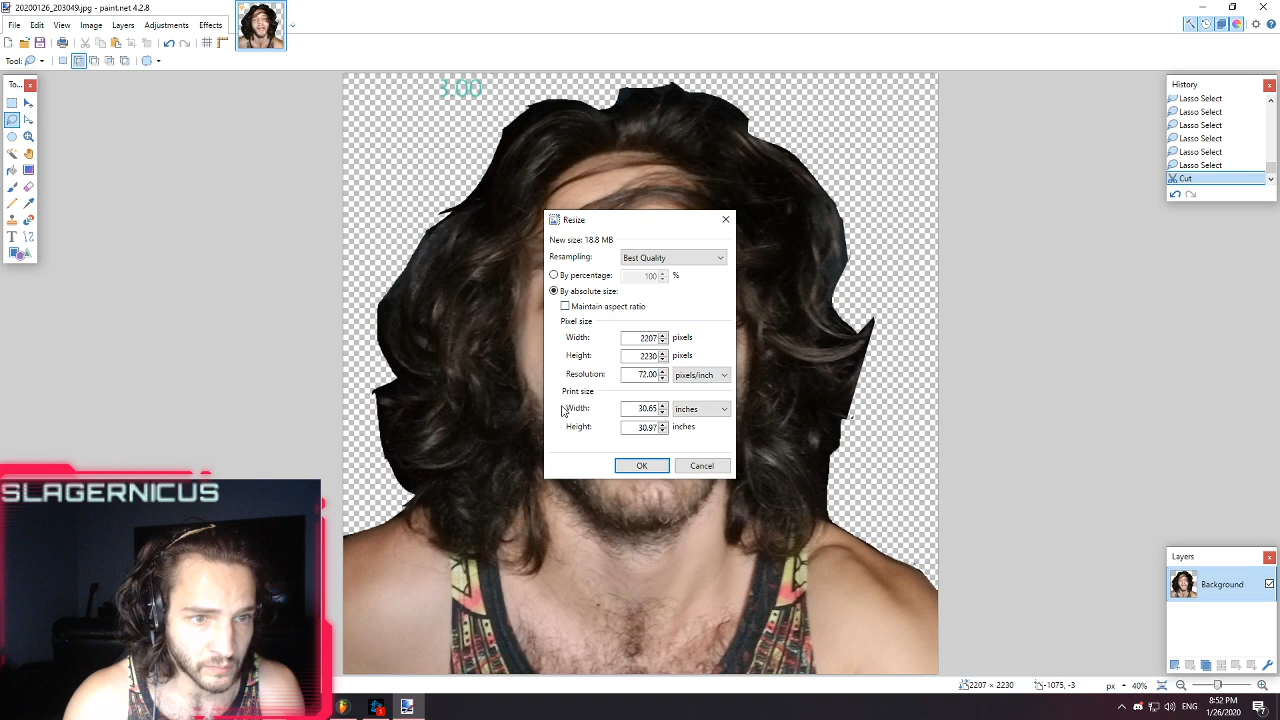 20200126_203049.jpg - paint.net 4.2.8
File Edit View Image Layers Adjustments Effects
Tool:
To...
3.00
History
Lasso Select
Lasso Select
Lasso Select
Lasso Select
Lasso Select
Lasso Select
Cut
Resize
New size: 18.8 MB
Resampling: Best Quality
By percentage: 100 %
By absolute size:
Maintain aspect ratio
Pixel size
Width: 2207 pixels
Height: 2230 pixels
Resolution: 72.00 pixels/inch
Print size
Width: 30.65 inches
Height: 30.97 inches
OK Cancel
SLAGERNICUS
Layers
Background
2207 × 2230 -1075, -3 px 40%
ENG
8:52 PM
1/26/2020